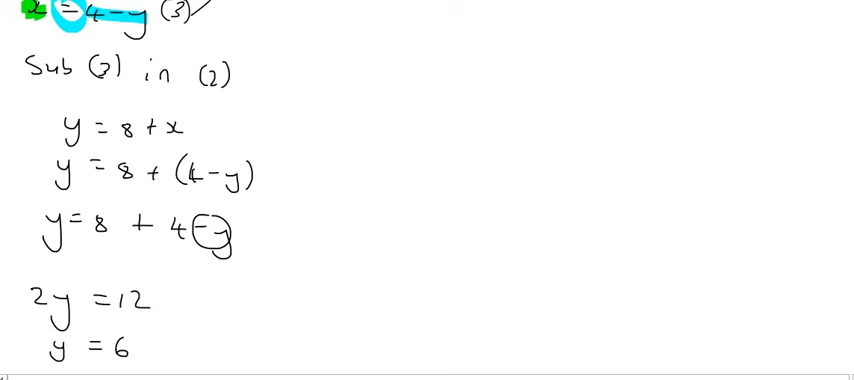 x = 4 - y (3)
Sub (3) in (2)
y = 8 + x
y = 8 + (4 - y)
y = 8 + 4 - y
2y = 12
y = 6